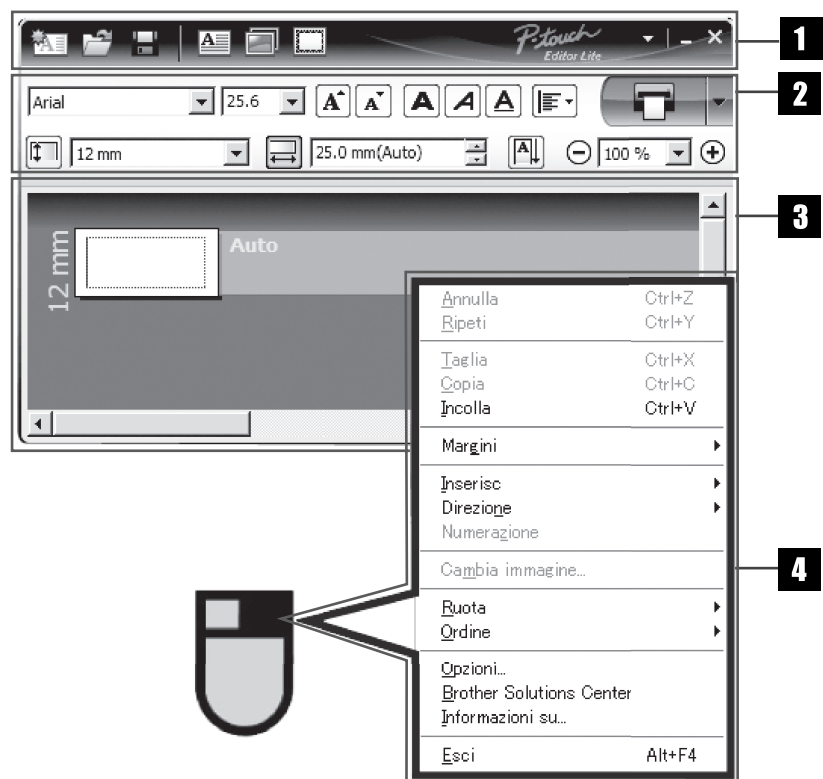 A A P-touch
Editor Lite
1
Arial 25.6 A A A A A
2
12 mm 25.0 mm(Auto) A 100 %
3
12 mm
Auto
Annulla Ctrl+Z
Ripeti Ctrl+Y
Taglia Ctrl+X
Copia Ctrl+C
Incolla Ctrl+V
Margini
Inserisc
Direzione
Numerazione
Cambia immagine...
4
Ruota
Ordine
Opzioni...
Brother Solutions Center
Informazioni su...
Esci Alt+F4